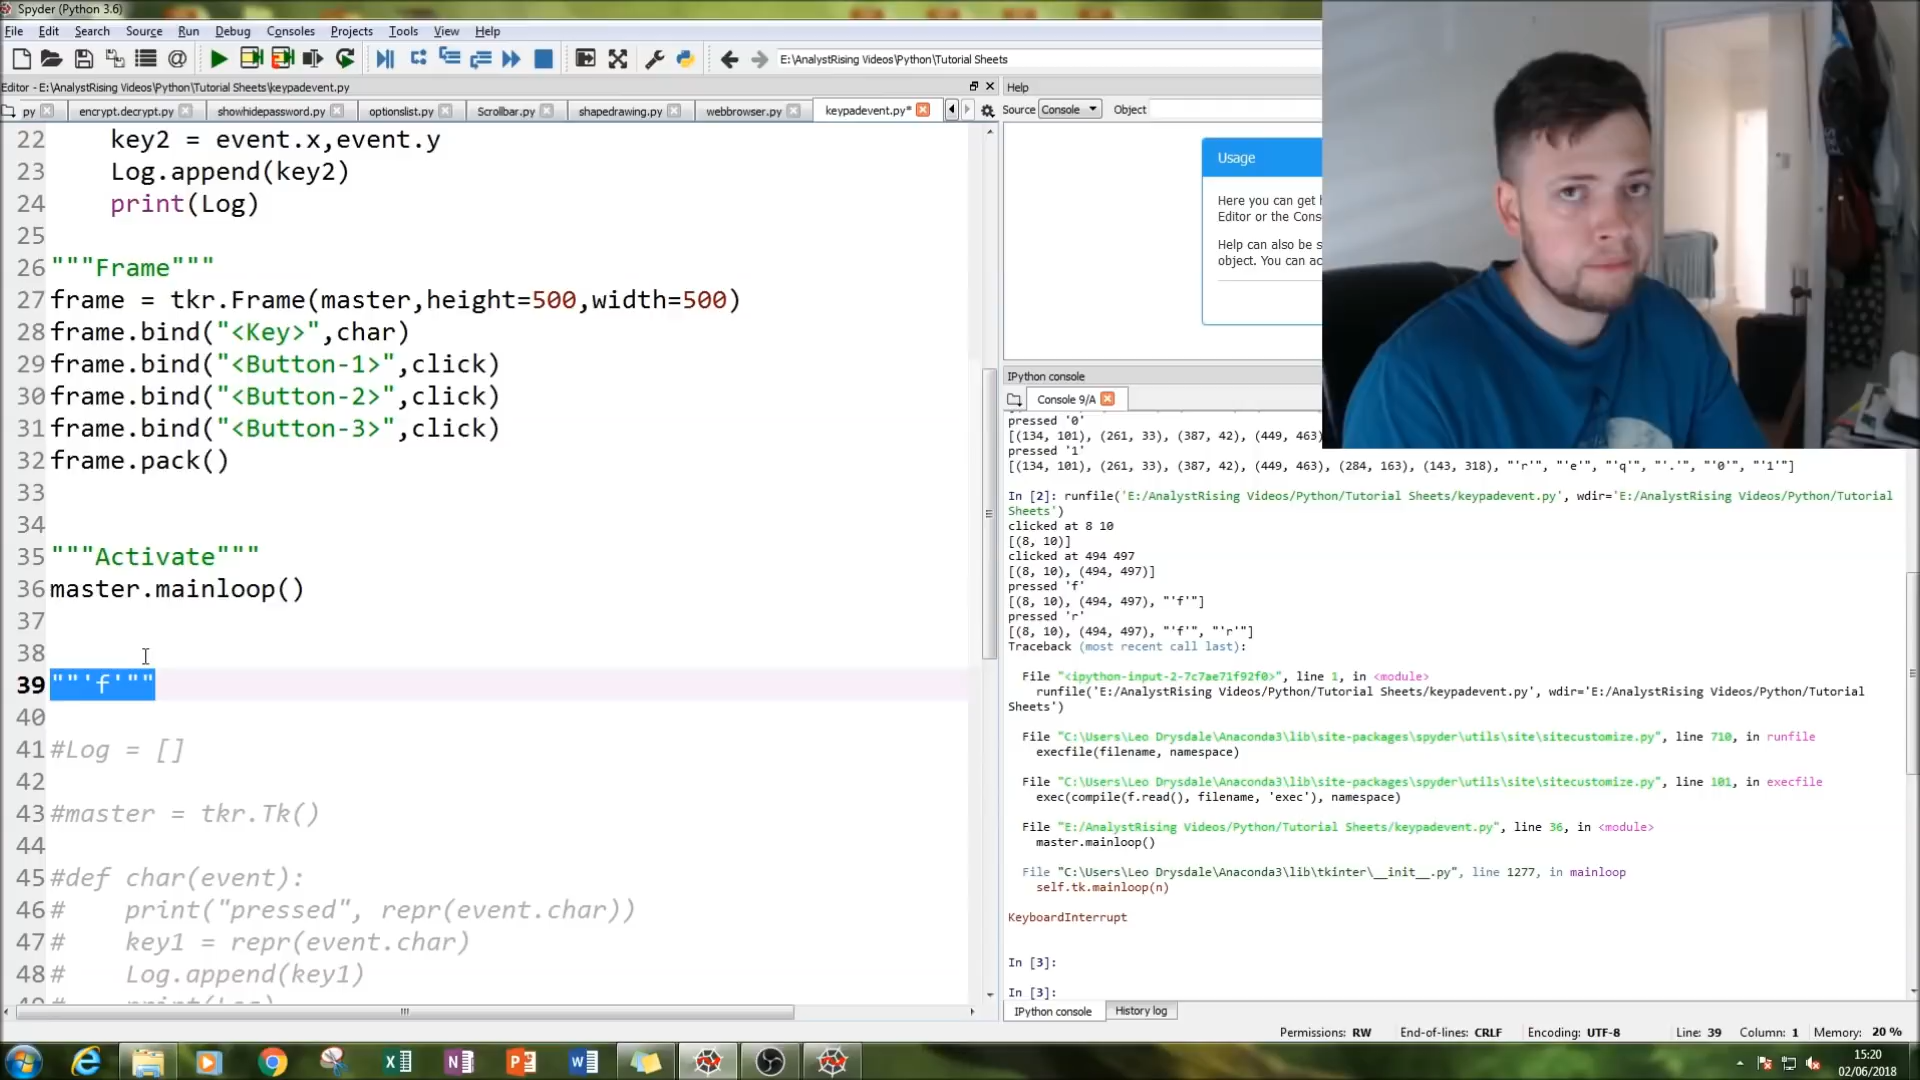 Spyder (Python 3.6)
File Edit Search Source Run Debug Consoles Projects Tools View Help
E:\AnalystRising Videos\Python\Tutorial Sheets
Editor - E:\AnalystRising Videos\Python\Tutorial Sheets\keypadevent.py
py encrypt.decrypt.py showhidepassword.py optionslist.py Scrollbar.py shapedrawing.py webbrowser.py keypadevent.py*
22 key2 = event.x,event.y
23 Log.append(key2)
24 print(Log)
25
26 """Frame"""
27 frame = tkr.Frame(master,height=500,width=500)
28 frame.bind("<Key>",char)
29 frame.bind("<Button-1>",click)
30 frame.bind("<Button-2>",click)
31 frame.bind("<Button-3>",click)
32 frame.pack()
33
34
35 """Activate"""
36 master.mainloop()
37
38
39 ""'f'""
40
41 #Log = []
42
43 #master = tkr.Tk()
44
45 #def char(event):
46 # print("pressed", repr(event.char))
47 # key1 = repr(event.char)
48 # Log.append(key1)
49 # print(Log)
Help
Source Console Object
Usage
Here you can get
Editor or the Cons
Help can also be s
object. You can ac
IPython console
Console 9/A
pressed '0'
[(134, 101), (261, 33), (387, 42), (449, 463)
pressed '1'
[(134, 101), (261, 33), (387, 42), (449, 463), (284, 163), (143, 318), "'r'", "'e'", "'q'", "'.'", "'0'", "'1'"]
In [2]: runfile('E:/AnalystRising Videos/Python/Tutorial Sheets/keypadevent.py', wdir='E:/AnalystRising Videos/Python/Tutorial
Sheets')
clicked at 8 10
[(8, 10)]
clicked at 494 497
[(8, 10), (494, 497)]
pressed 'f'
[(8, 10), (494, 497), "'f'"]
pressed 'r'
[(8, 10), (494, 497), "'f'", "'r'"]
Traceback (most recent call last):
File "<ipython-input-2-7c7ae71f92f0>", line 1, in <module>
runfile('E:/AnalystRising Videos/Python/Tutorial Sheets/keypadevent.py', wdir='E:/AnalystRising Videos/Python/Tutorial
Sheets')
File "C:\Users\Leo Drysdale\Anaconda3\lib\site-packages\spyder\utils\site\sitecustomize.py", line 710, in runfile
execfile(filename, namespace)
File "C:\Users\Leo Drysdale\Anaconda3\lib\site-packages\spyder\utils\site\sitecustomize.py", line 101, in execfile
exec(compile(f.read(), filename, 'exec'), namespace)
File "E:/AnalystRising Videos/Python/Tutorial Sheets/keypadevent.py", line 36, in <module>
master.mainloop()
File "C:\Users\Leo Drysdale\Anaconda3\lib\tkinter\__init__.py", line 1277, in mainloop
self.tk.mainloop(n)
KeyboardInterrupt
In [3]:
In [3]:
IPython console History log
Permissions: RW End-of-lines: CRLF Encoding: UTF-8 Line: 39 Column: 1 Memory: 20 %
15:20
02/06/2018